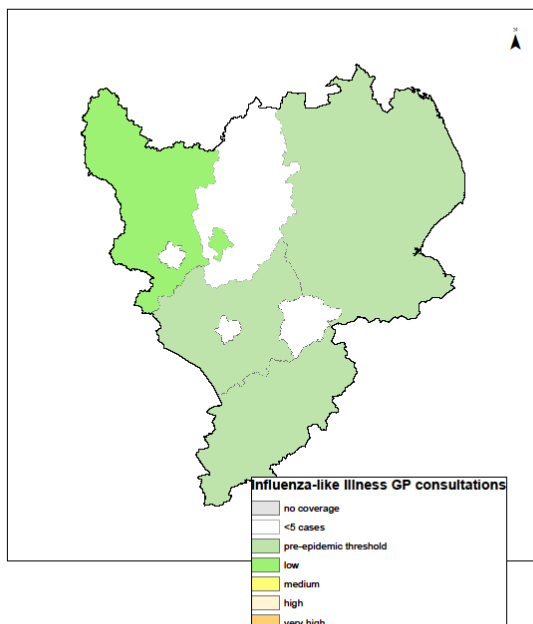 Influenza-like Illness GP consultations
no coverage
<5 cases
pre-epidemic threshold
low
medium
high
very high